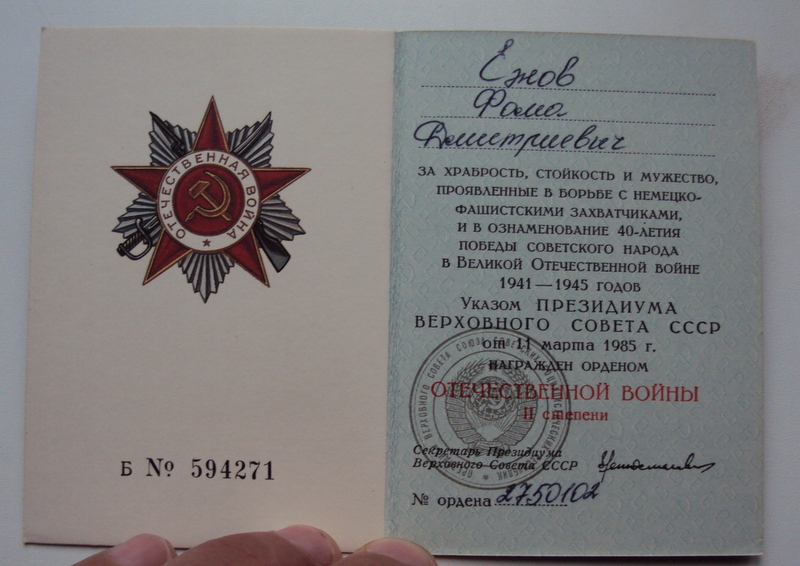 ОТЕЧЕСТВЕННАЯ ВОЙНА
Б № 594271
Ёжов
Фома
Дмитриевич
ЗА ХРАБРОСТЬ, СТОЙКОСТЬ И МУЖЕСТВО,
ПРОЯВЛЕННЫЕ В БОРЬБЕ С НЕМЕЦКО-
ФАШИСТСКИМИ ЗАХВАТЧИКАМИ,
И В ОЗНАМЕНОВАНИЕ 40-ЛЕТИЯ
ПОБЕДЫ СОВЕТСКОГО НАРОДА
В ВЕЛИКОЙ ОТЕЧЕСТВЕННОЙ ВОЙНЕ
1941—1945 ГОДОВ
УКАЗОМ ПРЕЗИДИУМА
ВЕРХОВНОГО СОВЕТА СССР
от 11 марта 1985 г.
НАГРАЖДЕН ОРДЕНОМ
ОТЕЧЕСТВЕННОЙ ВОЙНЫ
II степени
Секретарь Президиума
Верховного Совета СССР
№ ордена 2750102